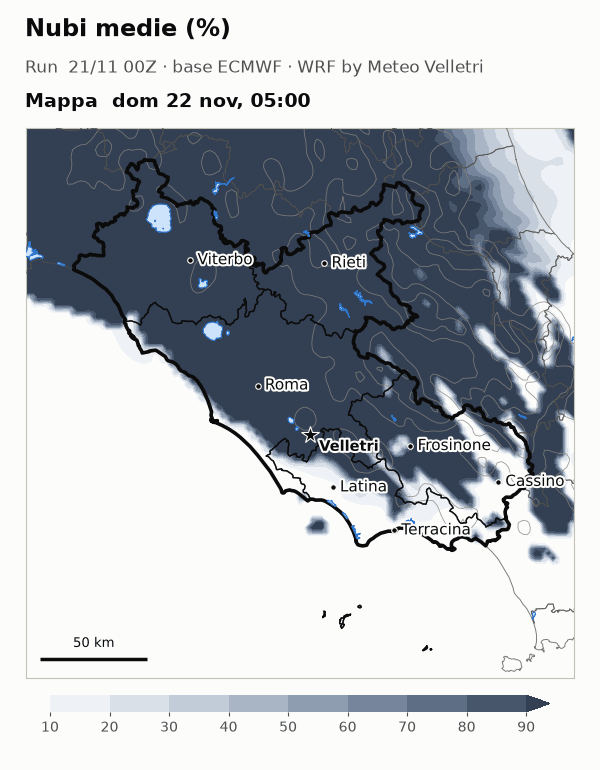 Nubi medie (%)
Run 21/11 00Z · base ECMWF · WRF by Meteo Velletri
Mappa dom 22 nov, 05:00
Viterbo
Rieti
Roma
Velletri
Frosinone
Latina
Cassino
Terracina
50 km
10 20 30 40 50 60 70 80 90